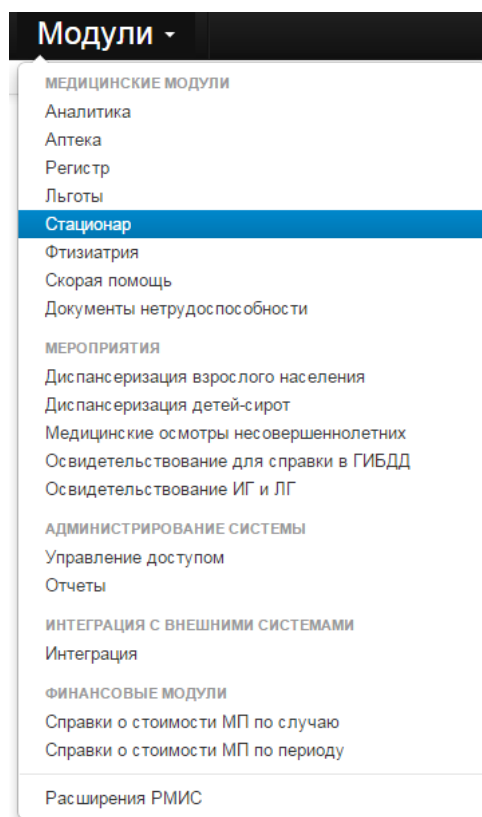 Модули
МЕДИЦИНСКИЕ МОДУЛИ
Аналитика
Аптека
Регистр
Льготы
Стационар
Фтизиатрия
Скорая помощь
Документы нетрудоспособности
МЕРОПРИЯТИЯ
Диспансеризация взрослого населения
Диспансеризация детей-сирот
Медицинские осмотры несовершеннолетних
Освидетельствование для справки в ГИБДД
Освидетельствование ИГ и ЛГ
АДМИНИСТРИРОВАНИЕ СИСТЕМЫ
Управление доступом
Отчеты
ИНТЕГРАЦИЯ С ВНЕШНИМИ СИСТЕМАМИ
Интеграция
ФИНАНСОВЫЕ МОДУЛИ
Справки о стоимости МП по случаю
Справки о стоимости МП по периоду
Расширения РМИС